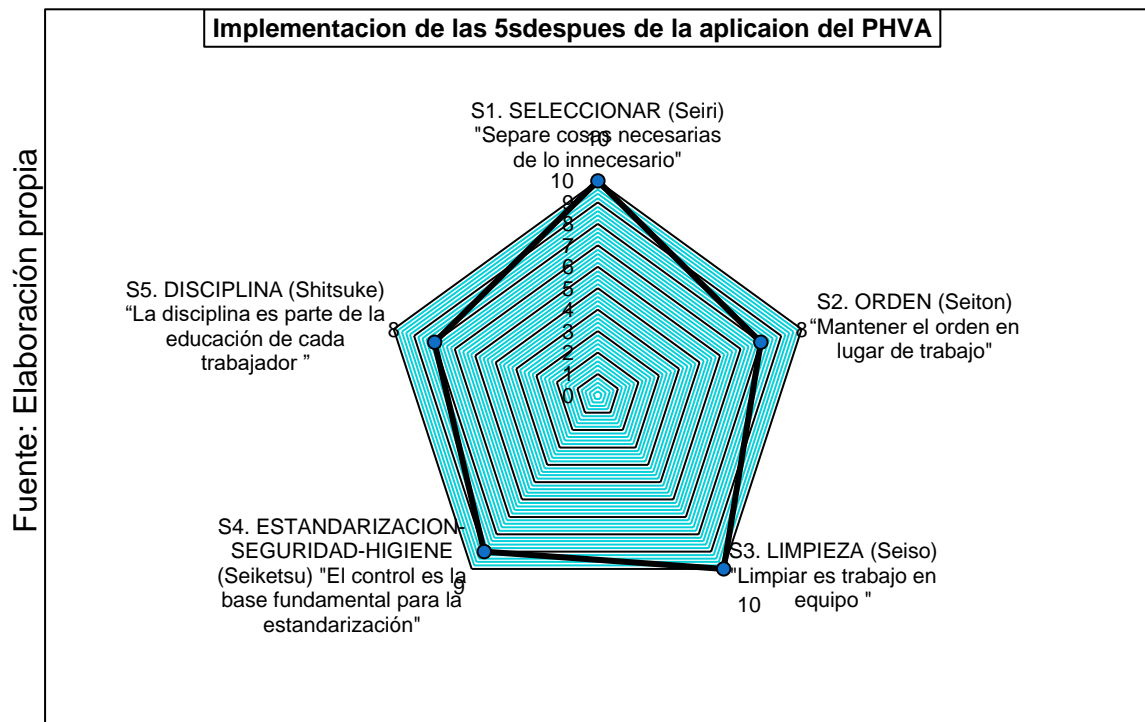 Implementacion de las 5sdespues de la aplicaion del PHVA
Fuente: Elaboración propia
S1. SELECCIONAR (Seiri)
"Separe cosas necesarias
de lo innecesario"
10
10
9
8
7
6
5
4
3
2
1
0
S2. ORDEN (Seiton)
“Mantener el orden en
lugar de trabajo"
8
S3. LIMPIEZA (Seiso)
"Limpiar es trabajo en
equipo "
10
S4. ESTANDARIZACION-
SEGURIDAD-HIGIENE
(Seiketsu) "El control es la
base fundamental para la
estandarización"
9
S5. DISCIPLINA (Shitsuke)
“La disciplina es parte de la
educación de cada
trabajador ”
8